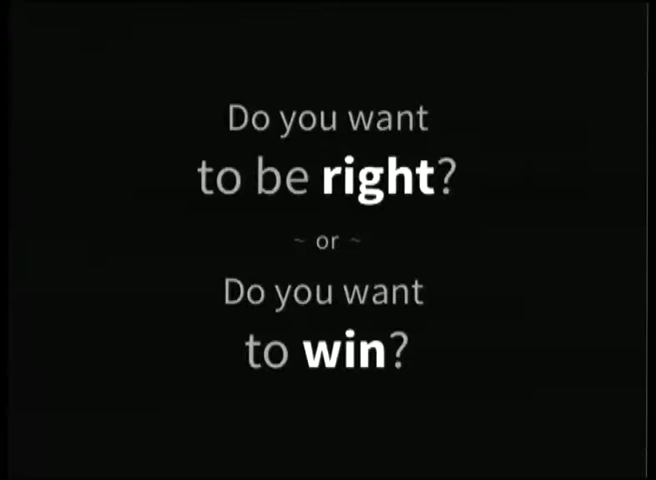 Do you want
to be right?
~ or ~
Do you want
to win?